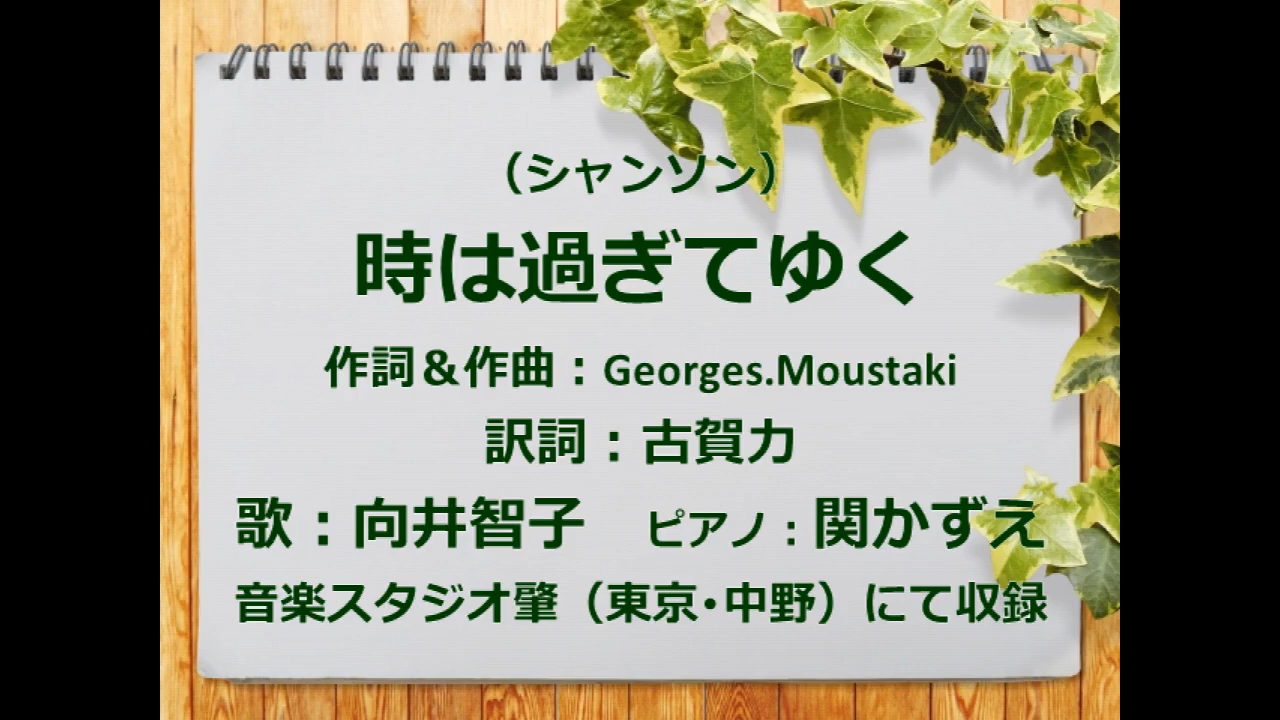 （シャンソン）
時は過ぎてゆく
作詞＆作曲：Georges.Moustaki
訳詞：古賀力
歌：向井智子　ピアノ：関かずえ
音楽スタジオ肇（東京・中野）にて収録